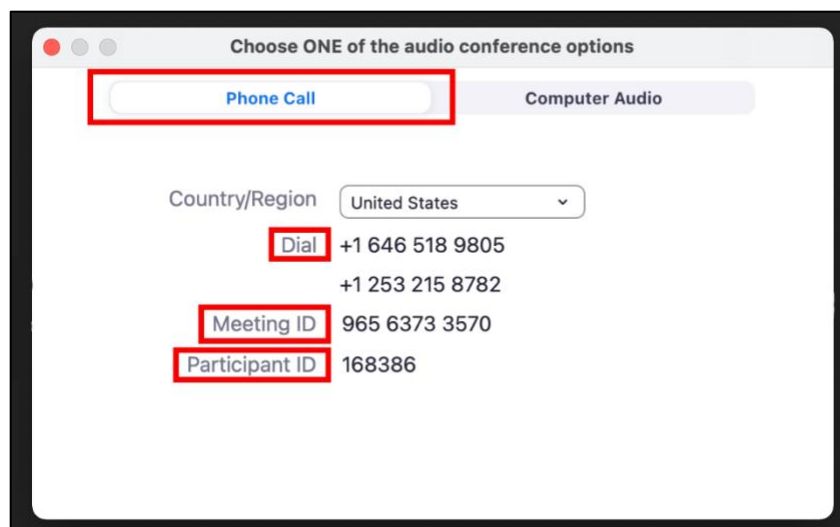 Choose ONE of the audio conference options
Phone Call Computer Audio
Country/Region United States
Dial +1 646 518 9805
+1 253 215 8782
Meeting ID 965 6373 3570
Participant ID 168386